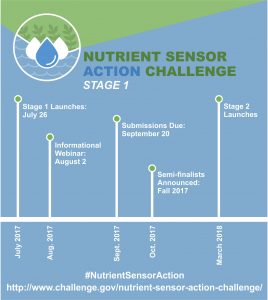 NUTRIENT SENSOR
ACTION CHALLENGE
STAGE 1
Stage 1 Launches:
July 26
Informational
Webinar:
August 2
Submissions Due:
September 20
Semi-finalists
Announced:
Fall 2017
Stage 2
Launches
July 2017
Aug. 2017
Sept. 2017
Oct. 2017
March 2018
#NutrientSensorAction
http://www.challenge.gov/nutrient-sensor-action-challenge/